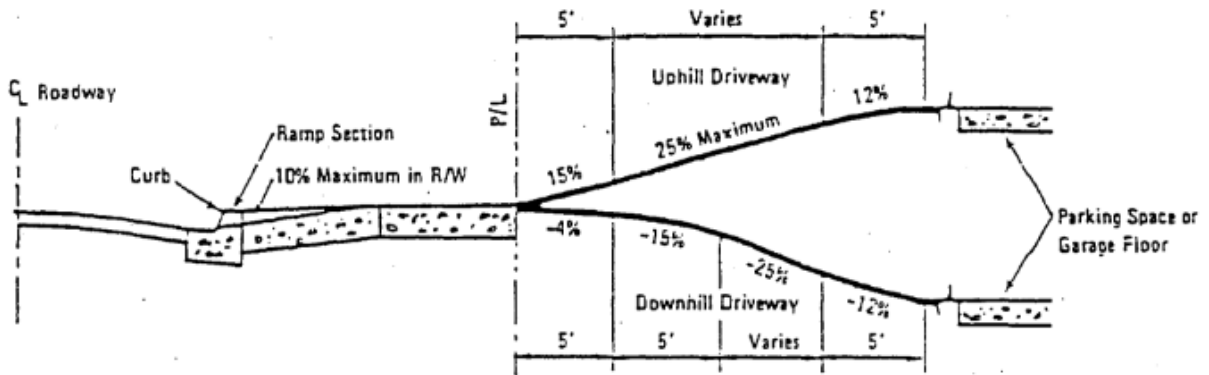 5'
Varies
5'
Uphill Driveway
℄ Roadway
P/L
12%
Ramp Section
25% Maximum
Curb
10% Maximum in R/W
15%
Parking Space or
Garage Floor
-4%
-15%
-25%
-12%
Downhill Driveway
5'
5'
Varies
5'